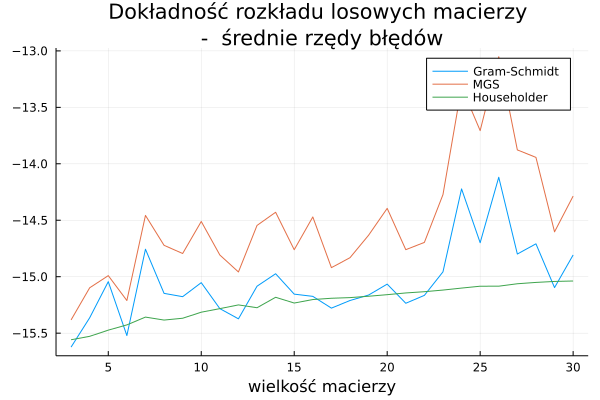 Dokładność rozkładu losowych macierzy
- średnie rzędy błędów
-13.0
-13.5
-14.0
-14.5
-15.0
-15.5
Gram-Schmidt
MGS
Householder
5
10
15
20
25
30
wielkość macierzy